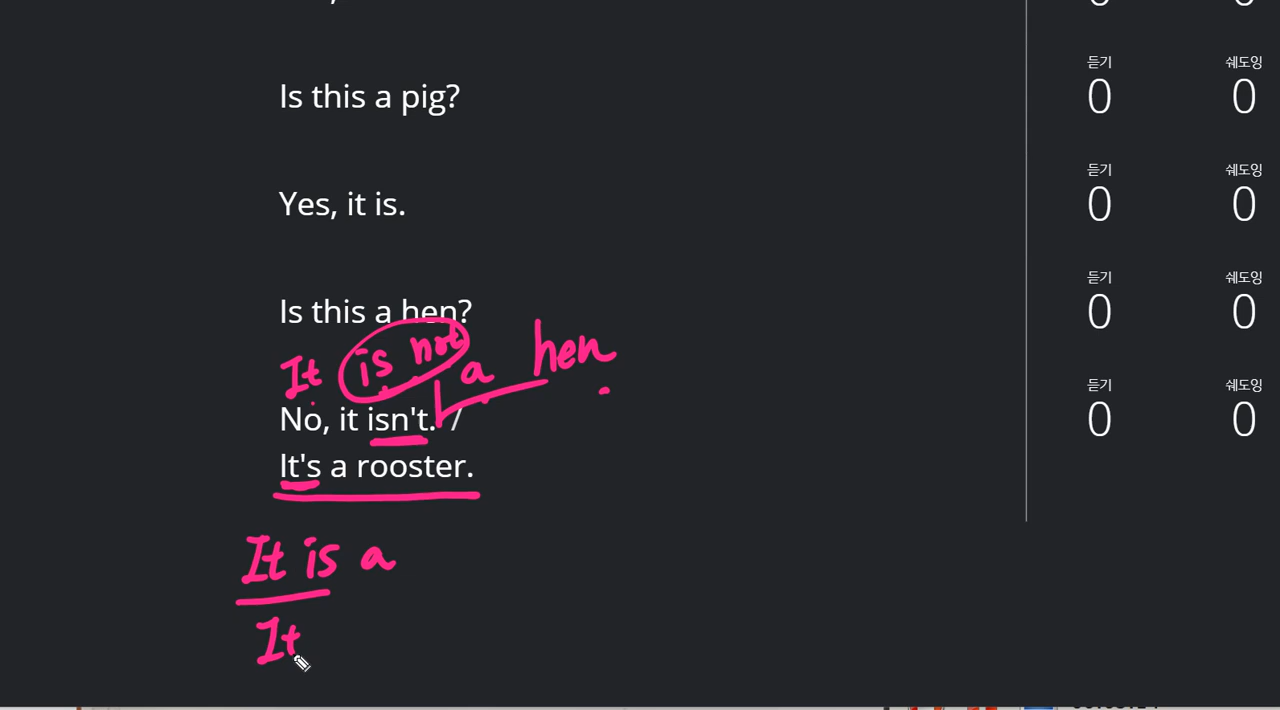 듣기 쉐도잉
Is this a pig? 0 0
듣기 쉐도잉
Yes, it is. 0 0
듣기 쉐도잉
Is this a hen? 0 0
It is not a hen
듣기 쉐도잉
No, it isn't. / 0 0
It's a rooster.
It is a
It